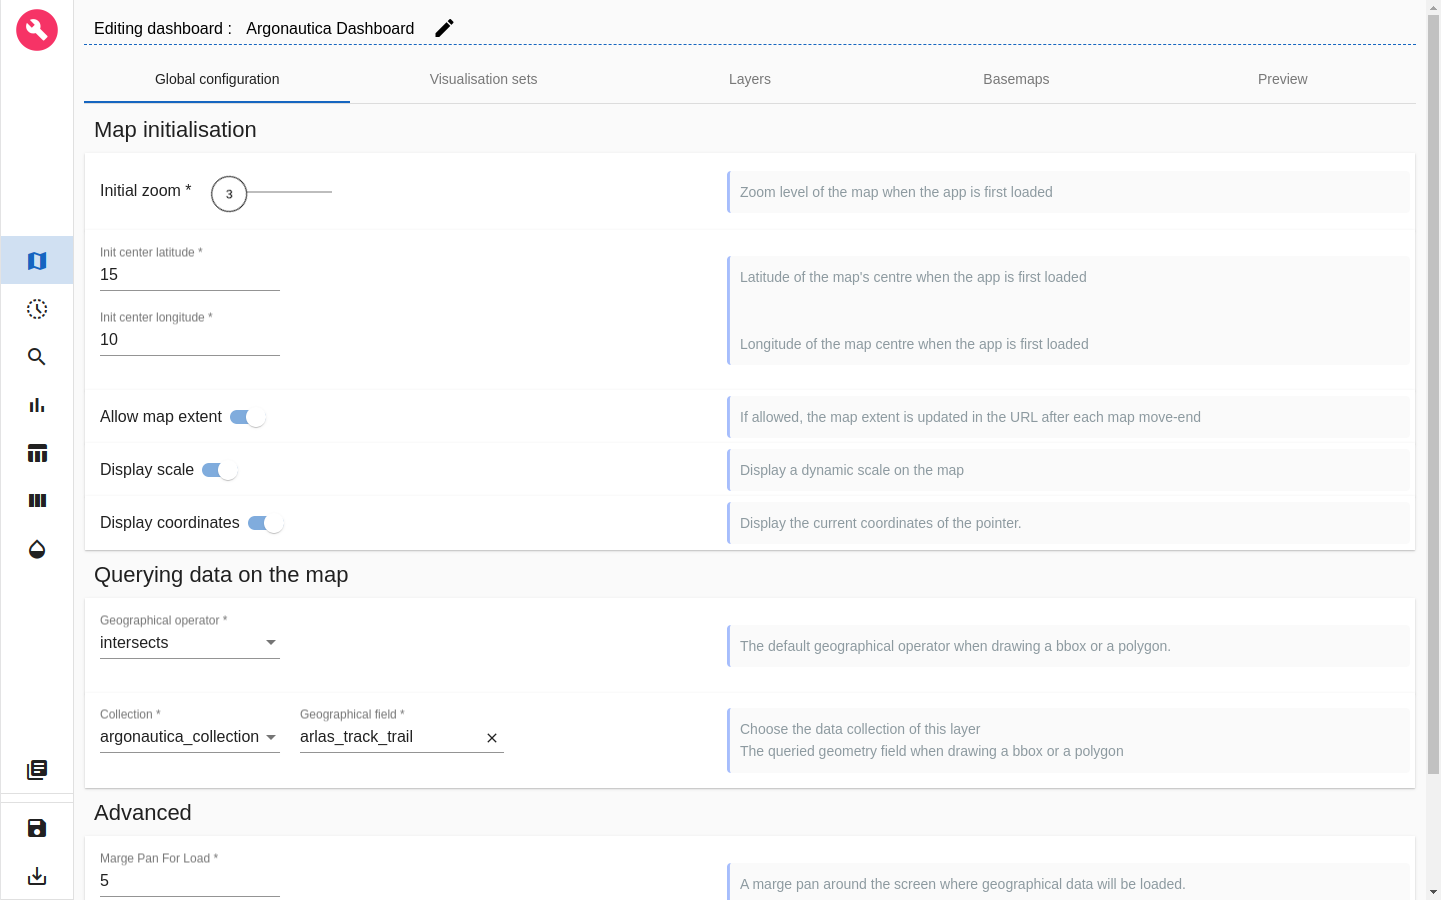 Editing dashboard : Argonautica Dashboard
Global configuration Visualisation sets Layers Basemaps Preview
Map initialisation
Initial zoom * 3 Zoom level of the map when the app is first loaded
Init center latitude *
15 Latitude of the map's centre when the app is first loaded
Init center longitude *
10 Longitude of the map centre when the app is first loaded
Allow map extent If allowed, the map extent is updated in the URL after each map move-end
Display scale Display a dynamic scale on the map
Display coordinates Display the current coordinates of the pointer.
Querying data on the map
Geographical operator *
intersects The default geographical operator when drawing a bbox or a polygon.
Collection * Geographical field *
argonautica_collection arlas_track_trail Choose the data collection of this layer
The queried geometry field when drawing a bbox or a polygon
Advanced
Marge Pan For Load *
5 A marge pan around the screen where geographical data will be loaded.